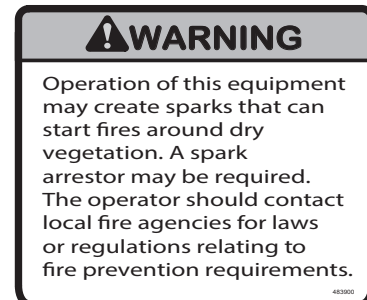 WARNING
Operation of this equipment
may create sparks that can
start fires around dry
vegetation. A spark
arrestor may be required.
The operator should contact
local fire agencies for laws
or regulations relating to
fire prevention requirements.
483900